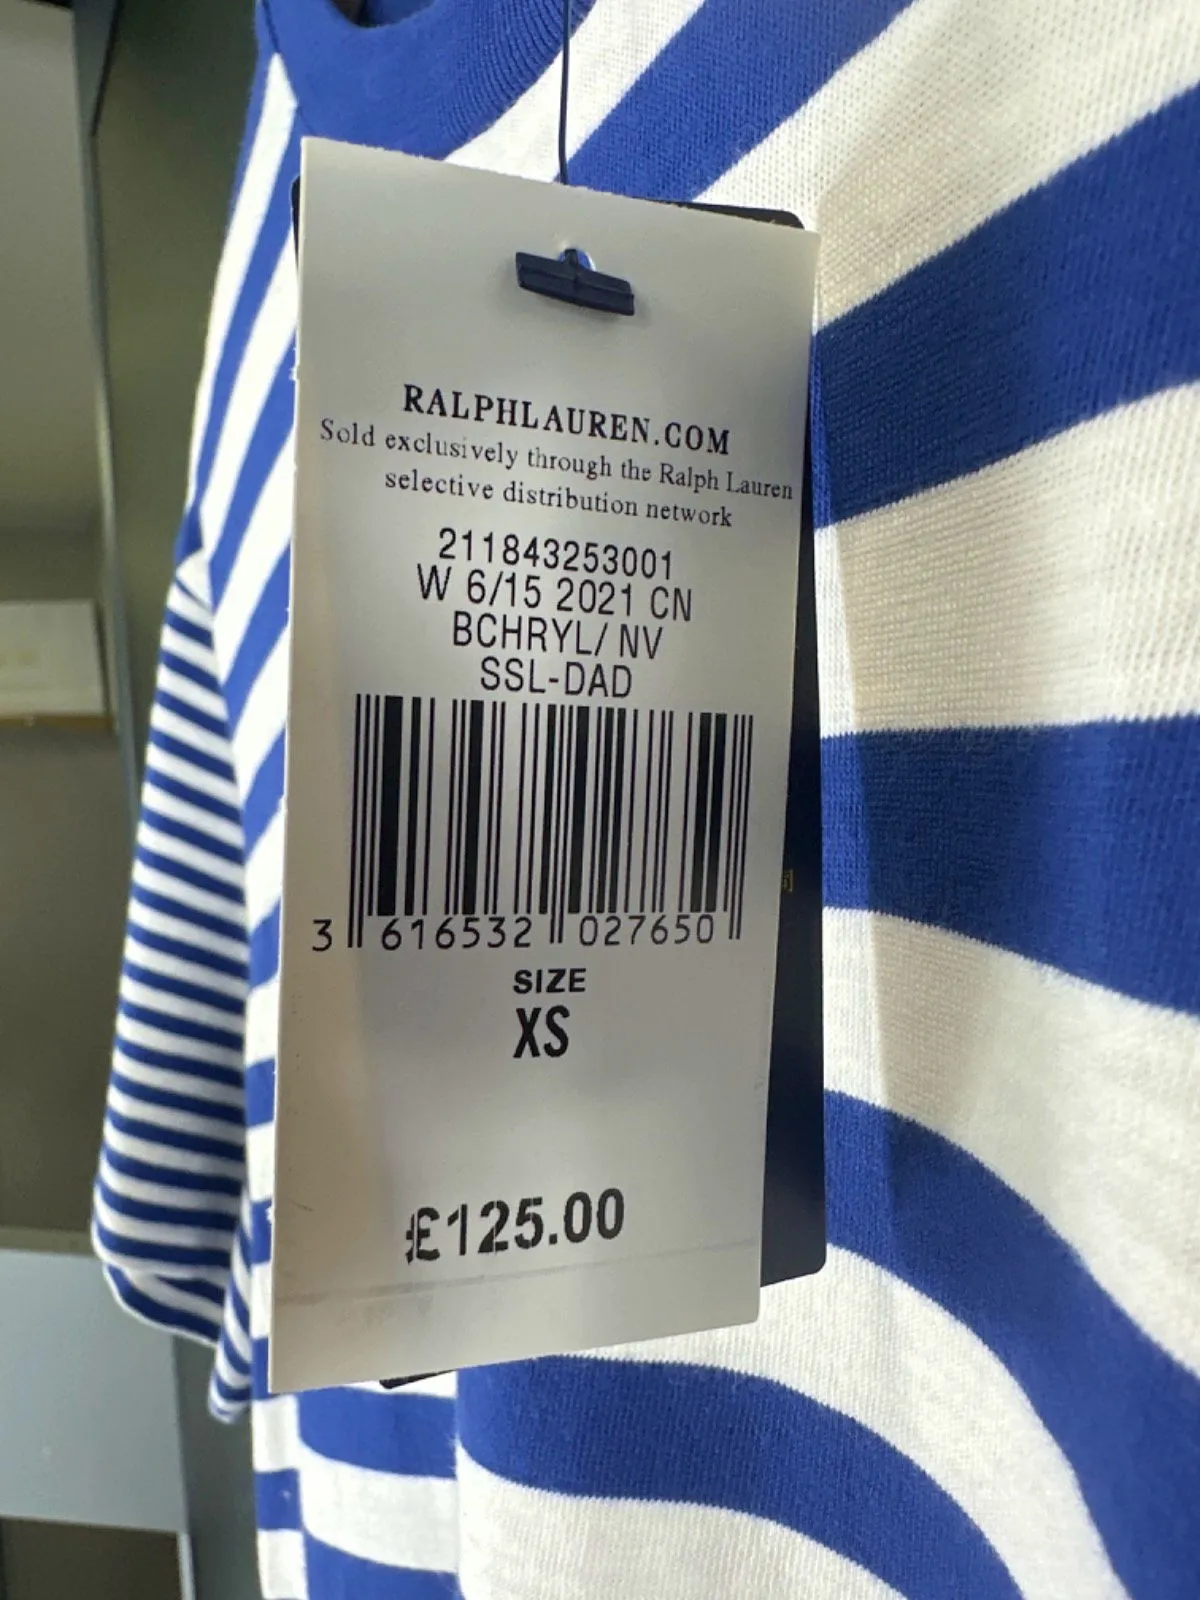 RALPHLAUREN.COM
Sold exclusively through the Ralph Lauren
selective distribution network
211843253001
W 6/15 2021 CN
BCHRYL/ NV
SSL-DAD
3 616532 027650
SIZE
XS
£125.00